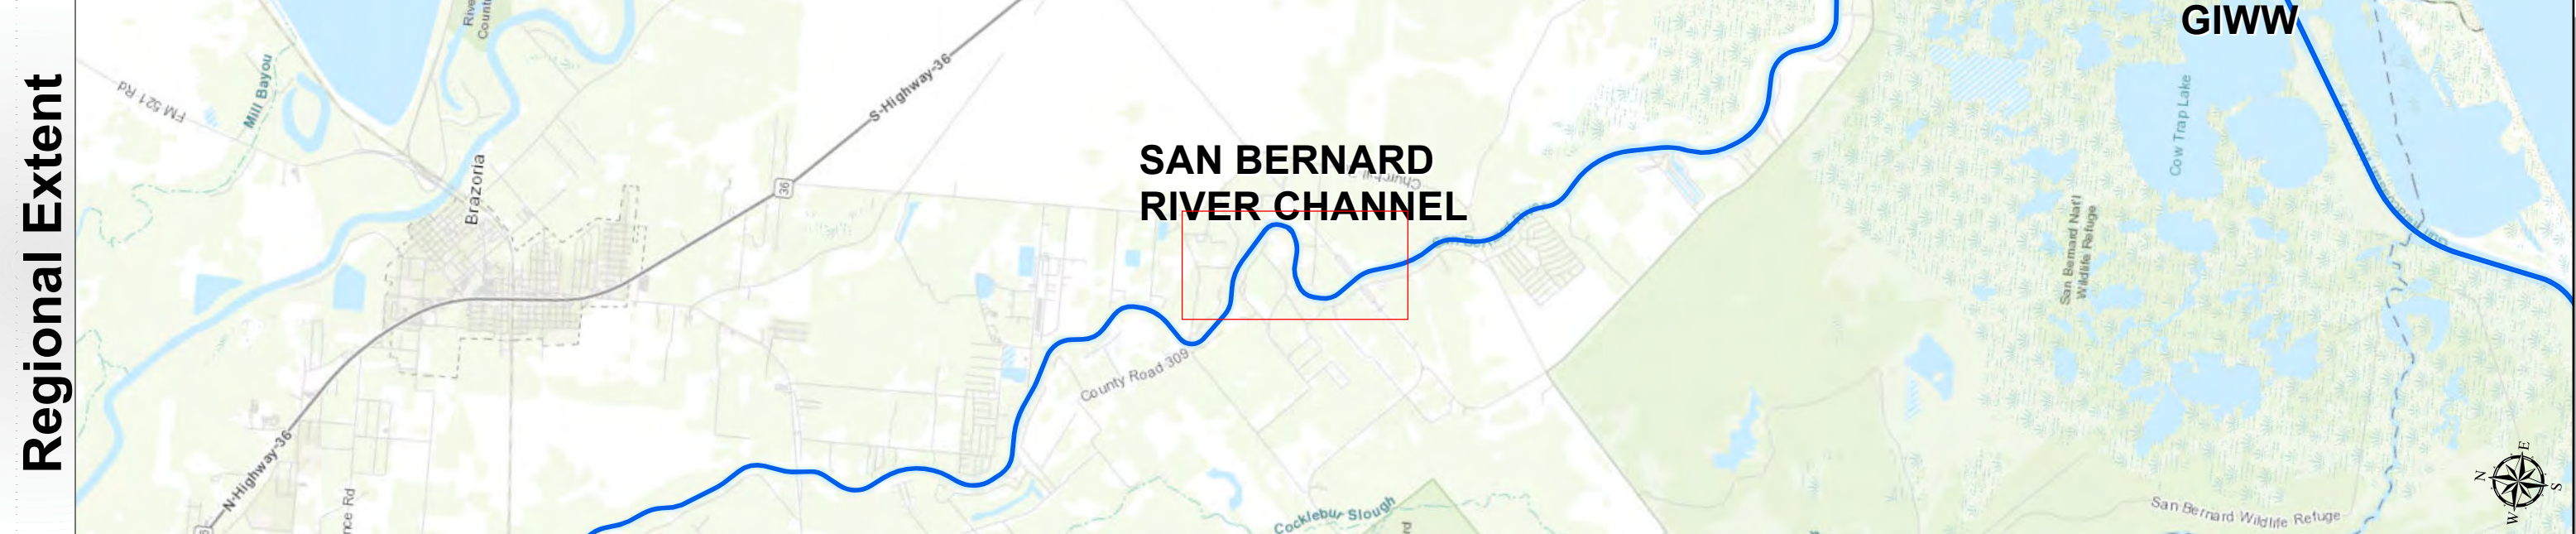 Regional Extent
FM 521 Rd
Mill Bayou
Brazoria
S-Highway-36
36
N-Highway-36
SAN BERNARD
RIVER CHANNEL
County Road 309
Cocklebur Slough
GIWW
Cow Trap Lake
San Bernard Nat'l
Wildlife Refuge
San Bernard Wildlife Refuge
N
E
S
W